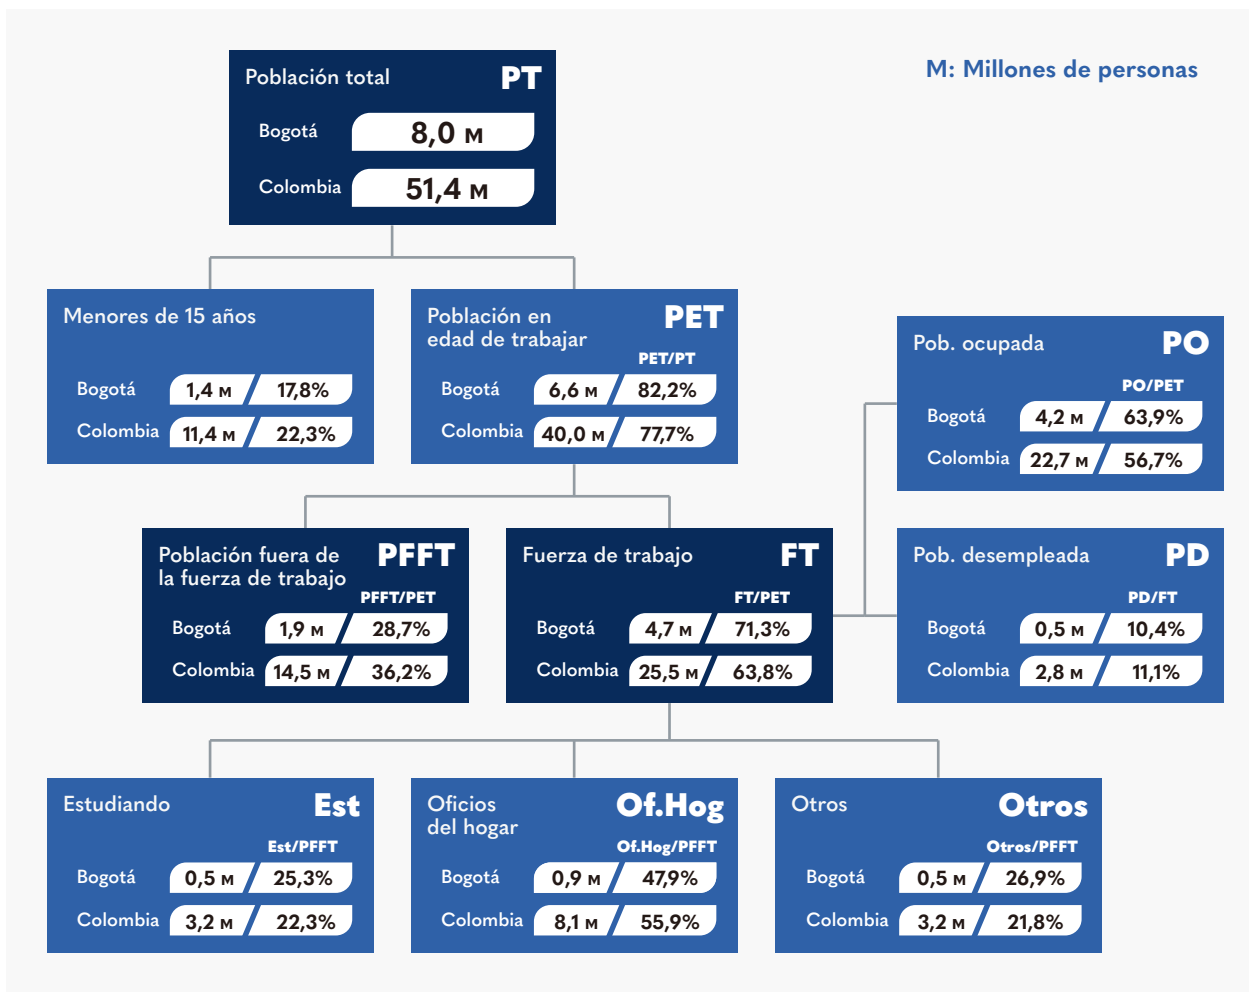 Población total PT
M: Millones de personas
Bogotá 8,0 M
Colombia 51,4 M
Menores de 15 años
Bogotá 1,4 M 17,8%
Colombia 11,4 M 22,3%
Población en PET
edad de trabajar
PET/PT
Bogotá 6,6 M 82,2%
Colombia 40,0 M 77,7%
Pob. ocupada PO
PO/PET
Bogotá 4,2 M 63,9%
Colombia 22,7 M 56,7%
Población fuera de PFFT
la fuerza de trabajo
PFFT/PET
Bogotá 1,9 M 28,7%
Colombia 14,5 M 36,2%
Fuerza de trabajo FT
FT/PET
Bogotá 4,7 M 71,3%
Colombia 25,5 M 63,8%
Pob. desempleada PD
PD/FT
Bogotá 0,5 M 10,4%
Colombia 2,8 M 11,1%
Estudiando Est
Est/PFFT
Bogotá 0,5 M 25,3%
Colombia 3,2 M 22,3%
Oficios Of.Hog
del hogar
Of.Hog/PFFT
Bogotá 0,9 M 47,9%
Colombia 8,1 M 55,9%
Otros Otros
Otros/PFFT
Bogotá 0,5 M 26,9%
Colombia 3,2 M 21,8%